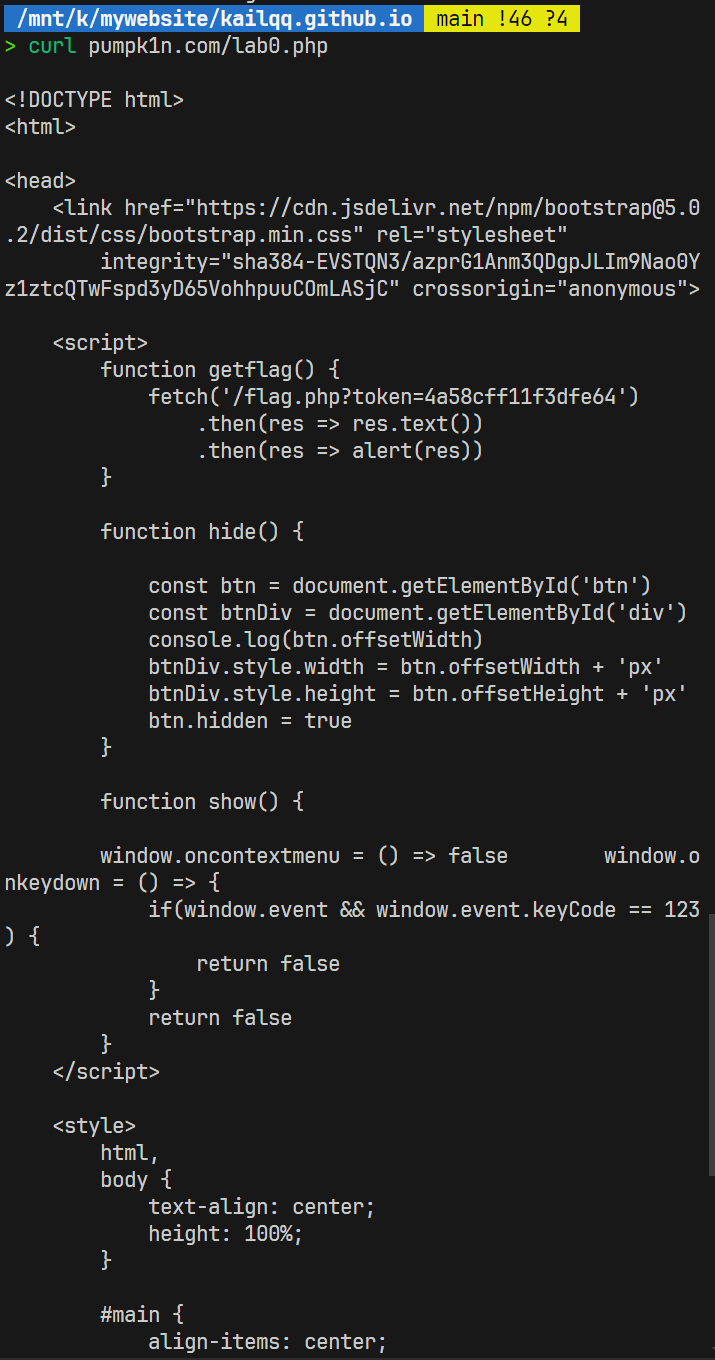 /mnt/k/mywebsite/kailqq.github.io  main !46 ?4
> curl pumpk1n.com/lab0.php

<!DOCTYPE html>
<html>

<head>
    <link href="https://cdn.jsdelivr.net/npm/bootstrap@5.0
.2/dist/css/bootstrap.min.css" rel="stylesheet"
        integrity="sha384-EVSTQN3/azprG1Anm3QDgpJLIm9Nao0Y
z1ztcQTwFspd3yD65VohhpuuCOmLASjC" crossorigin="anonymous">

    <script>
        function getflag() {
            fetch('/flag.php?token=4a58cff11f3dfe64')
                .then(res => res.text())
                .then(res => alert(res))
        }

        function hide() {

            const btn = document.getElementById('btn')
            const btnDiv = document.getElementById('div')
            console.log(btn.offsetWidth)
            btnDiv.style.width = btn.offsetWidth + 'px'
            btnDiv.style.height = btn.offsetHeight + 'px'
            btn.hidden = true
        }

        function show() {

        window.oncontextmenu = () => false        window.o
nkeydown = () => {
            if(window.event && window.event.keyCode == 123
) {
                return false
            }
            return false
        }
    </script>

    <style>
        html,
        body {
            text-align: center;
            height: 100%;
        }

        #main {
            align-items: center;